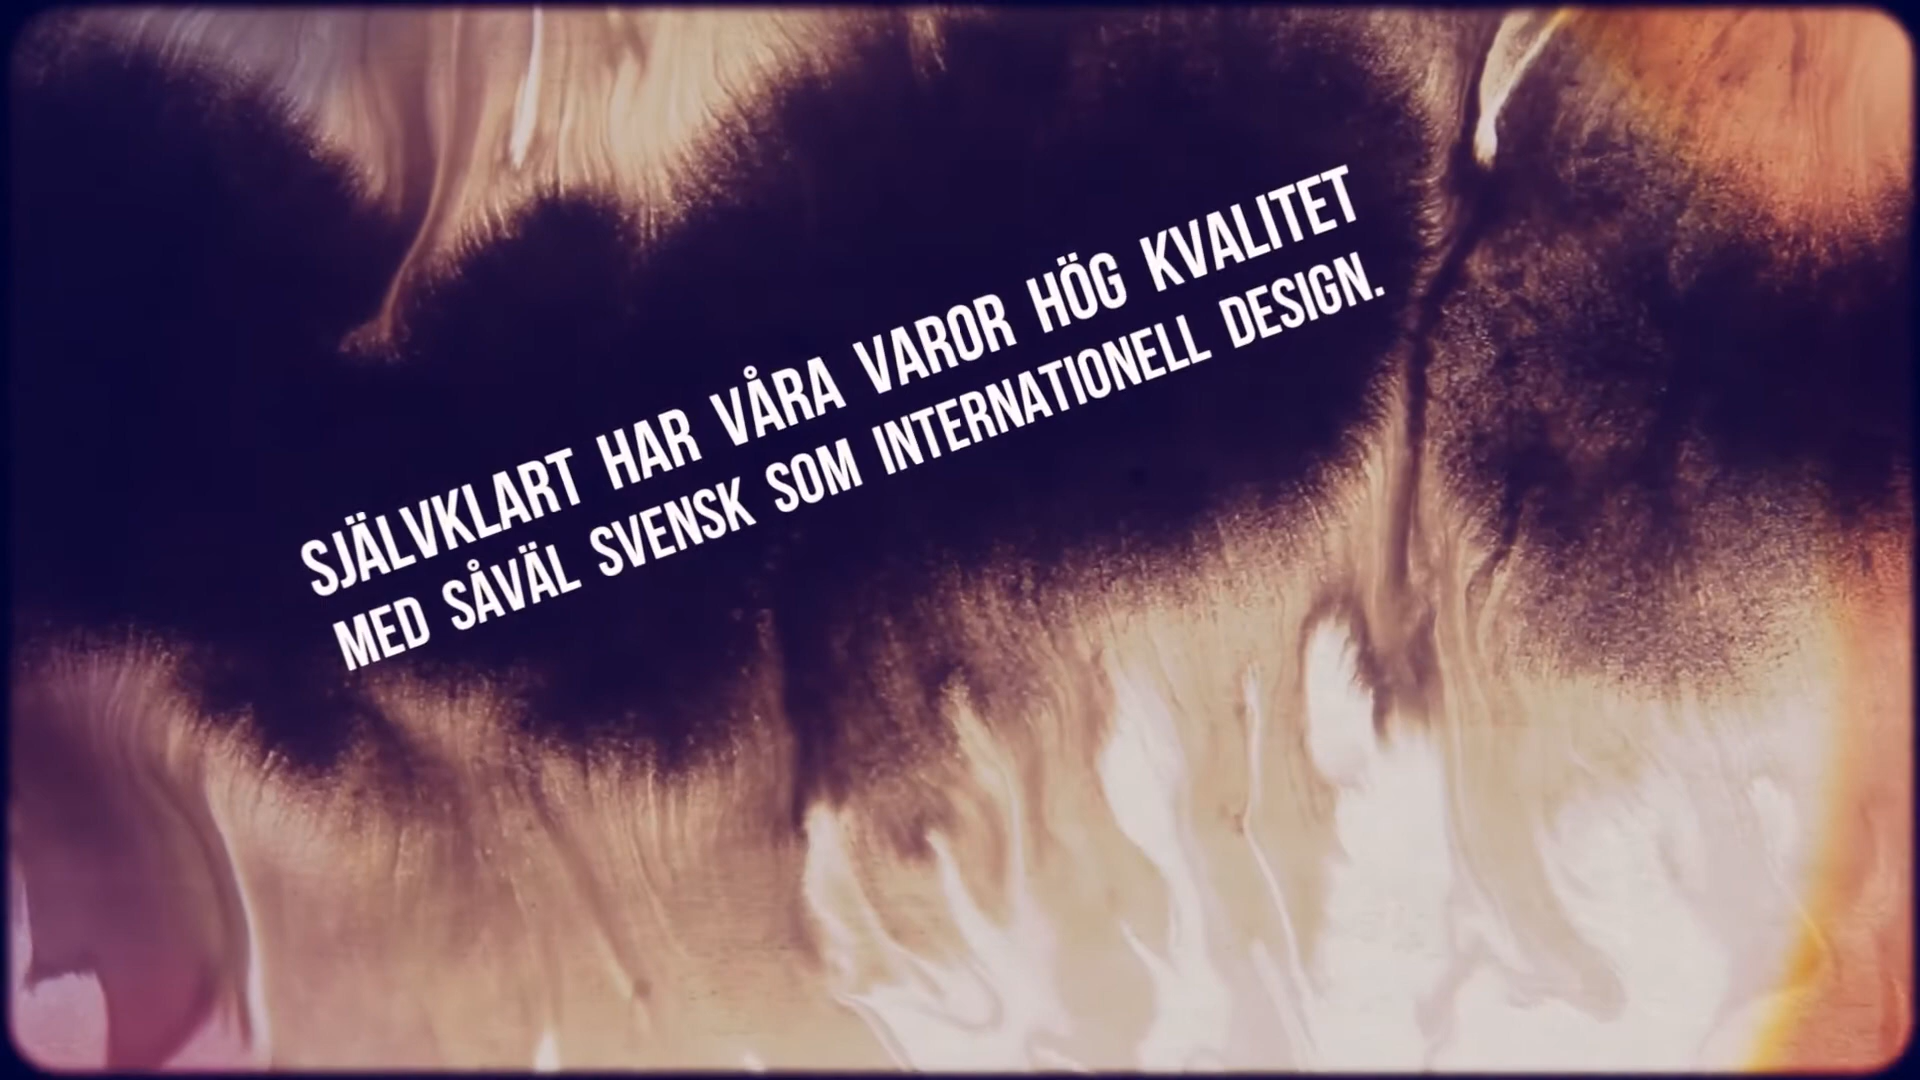 SJÄLVKLART HAR VÅRA VAROR HÖG KVALITET
MED SÅVÄL SVENSK SOM INTERNATIONELL DESIGN.